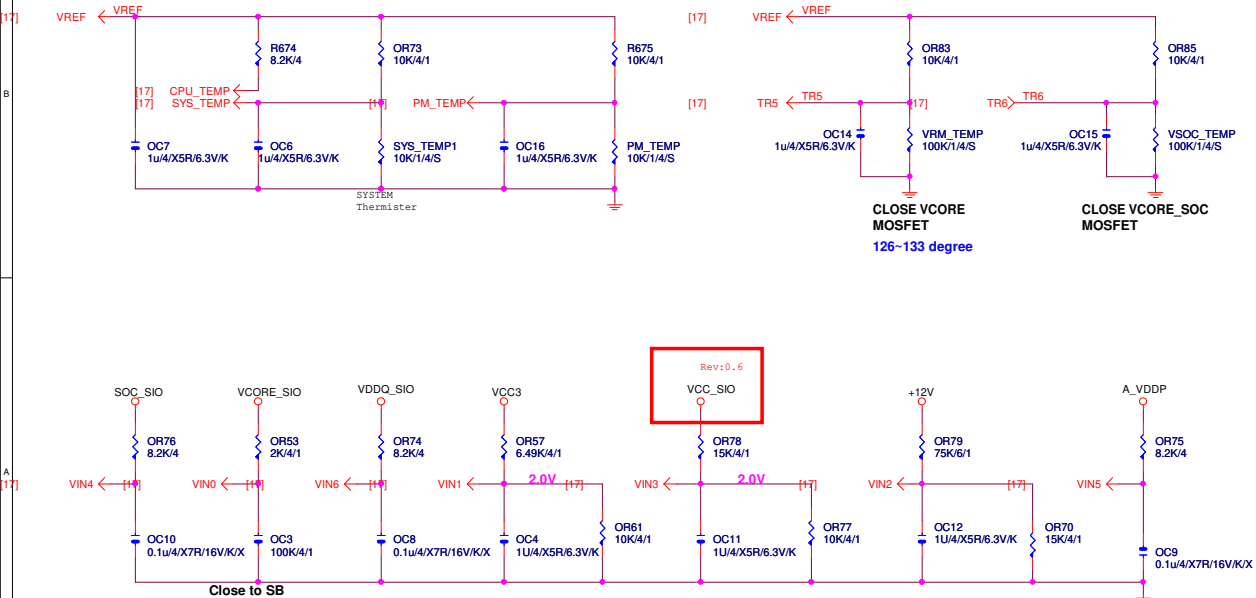 [17] VREF VREF
R674
8.2K/4
OR73
10K/4/1
R675
10K/4/1
[17] CPU_TEMP
[17] SYS_TEMP
[17]
PM_TEMP
OC7
1u/4/X5R/6.3V/K
OC6
1u/4/X5R/6.3V/K
SYS_TEMP1
10K/1/4/S
OC16
1u/4/X5R/6.3V/K
PM_TEMP
10K/1/4/S
SYSTEM
Thermister
[17] VREF VREF
OR83
10K/4/1
OR85
10K/4/1
[17] TR5 TR5 [17]
TR6 TR6
OC14
1u/4/X5R/6.3V/K
VRM_TEMP
100K/1/4/S
OC15
1u/4/X5R/6.3V/K
VSOC_TEMP
100K/1/4/S
CLOSE VCORE
MOSFET
126~133 degree
CLOSE VCORE_SOC
MOSFET
B
A
Rev:0.6
SOC_SIO
VCORE_SIO
VDDQ_SIO
VCC3
VCC_SIO
+12V
A_VDDP
OR76
8.2K/4
OR53
2K/4/1
OR74
8.2K/4
OR57
6.49K/4/1
OR78
15K/4/1
OR79
75K/6/1
OR75
8.2K/4
[17] VIN4 [17]
VIN0 [17]
VIN6 [17]
VIN1 2.0V [17]
VIN3 2.0V [17]
VIN2 [17]
VIN5
OC10
0.1u/4/X7R/16V/K/X
OC3
100K/4/1
OC8
0.1u/4/X7R/16V/K/X
OC4
1U/4/X5R/6.3V/K
OR61
10K/4/1
OC11
1U/4/X5R/6.3V/K
OR77
10K/4/1
OC12
1U/4/X5R/6.3V/K
OR70
15K/4/1
OC9
0.1u/4/X7R/16V/K/X
Close to SB